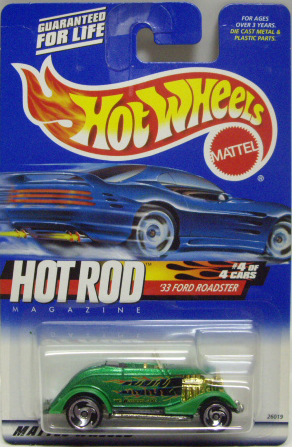 GUARANTEED
FOR LIFE
FOR AGES
OVER 3 YEARS.
DIE CAST METAL &
PLASTIC PARTS.
Hot Wheels
MATTEL
®
HOT ROD
MAGAZINE
#4 OF
4 CARS
'33 FORD ROADSTER
26019